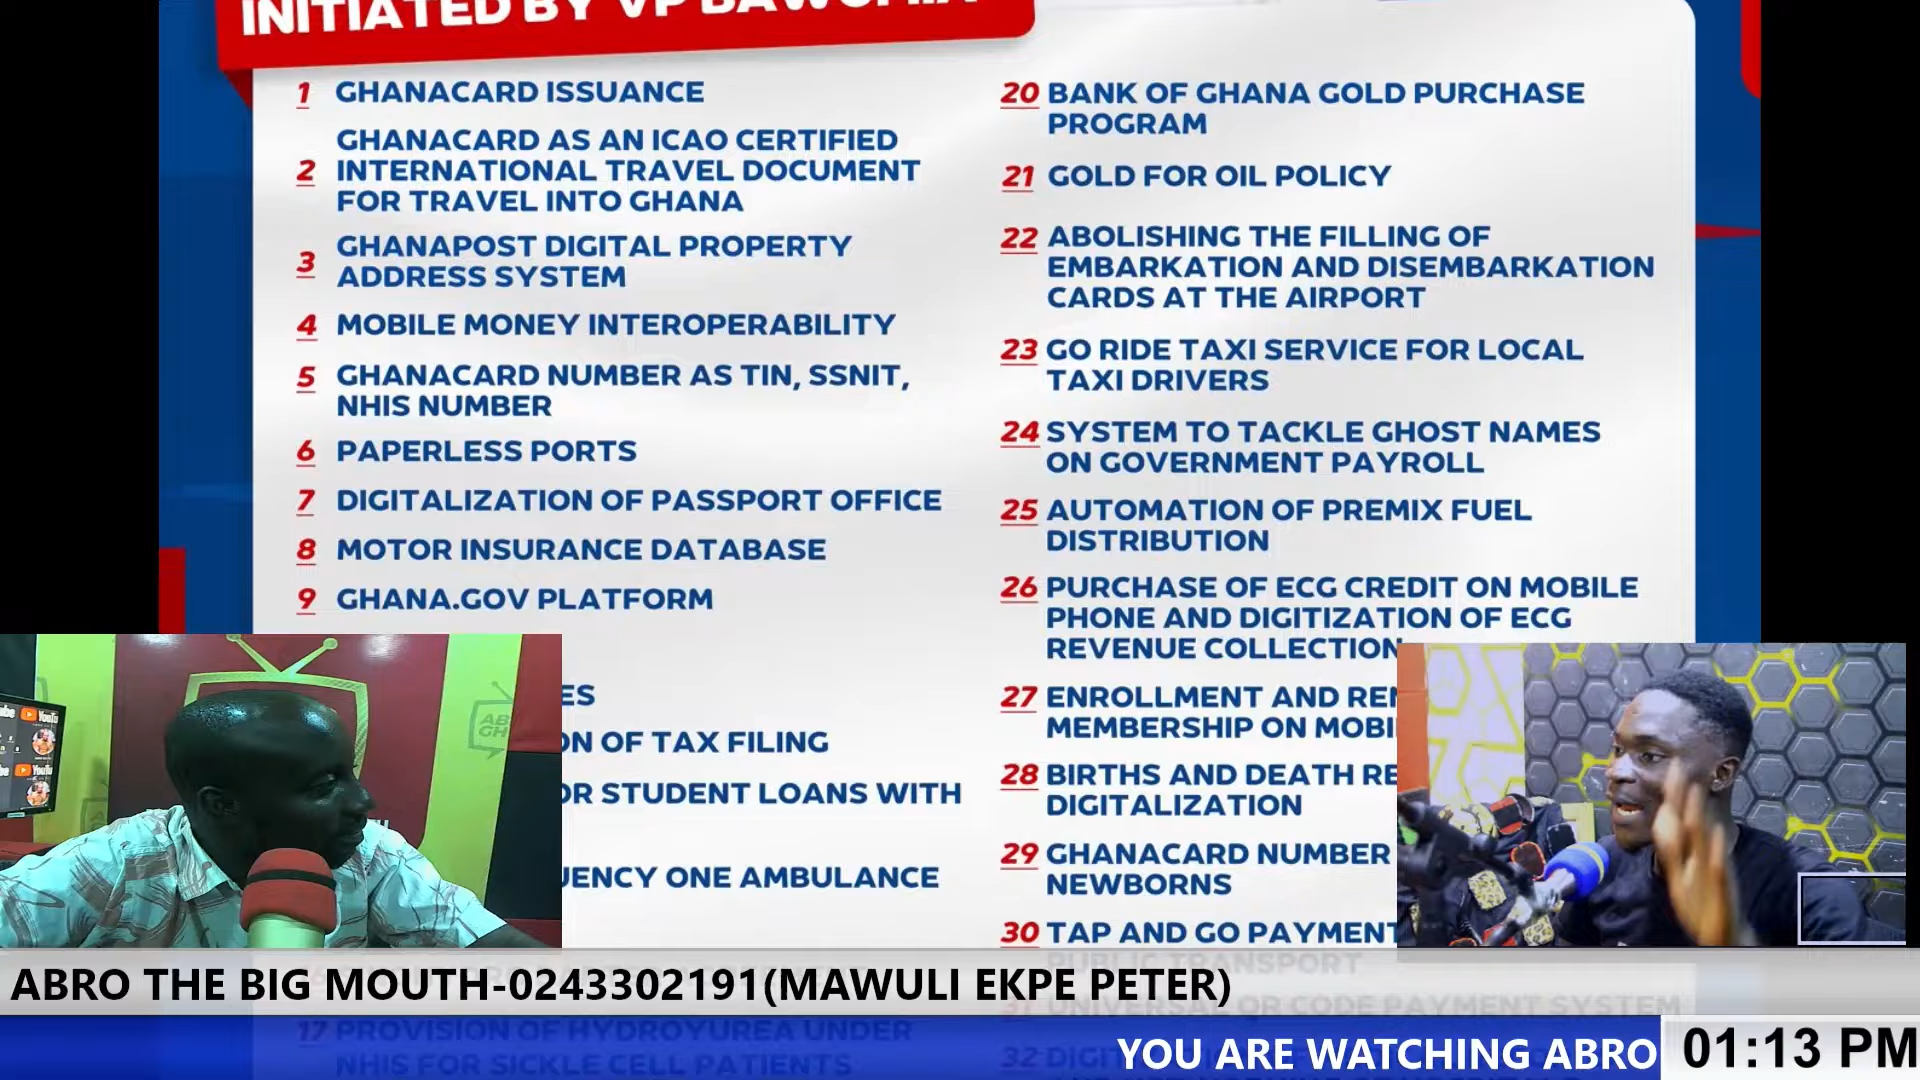 INITIATED BY VP BAWUMIA
1 GHANACARD ISSUANCE
2 GHANACARD AS AN ICAO CERTIFIED
INTERNATIONAL TRAVEL DOCUMENT
FOR TRAVEL INTO GHANA
3 GHANAPOST DIGITAL PROPERTY
ADDRESS SYSTEM
4 MOBILE MONEY INTEROPERABILITY
5 GHANACARD NUMBER AS TIN, SSNIT,
NHIS NUMBER
6 PAPERLESS PORTS
7 DIGITALIZATION OF PASSPORT OFFICE
8 MOTOR INSURANCE DATABASE
9 GHANA.GOV PLATFORM
ES
ON OF TAX FILING
OR STUDENT LOANS WITH
UENCY ONE AMBULANCE
17 PROVISION OF HYDROYUREA UNDER
NHIS FOR SICKLE CELL PATIENTS
20 BANK OF GHANA GOLD PURCHASE
PROGRAM
21 GOLD FOR OIL POLICY
22 ABOLISHING THE FILLING OF
EMBARKATION AND DISEMBARKATION
CARDS AT THE AIRPORT
23 GO RIDE TAXI SERVICE FOR LOCAL
TAXI DRIVERS
24 SYSTEM TO TACKLE GHOST NAMES
ON GOVERNMENT PAYROLL
25 AUTOMATION OF PREMIX FUEL
DISTRIBUTION
26 PURCHASE OF ECG CREDIT ON MOBILE
PHONE AND DIGITIZATION OF ECG
REVENUE COLLECTION
27 ENROLLMENT AND REN
MEMBERSHIP ON MOBI
28 BIRTHS AND DEATH RE
DIGITALIZATION
29 GHANACARD NUMBER
NEWBORNS
30 TAP AND GO PAYMENT
PUBLIC TRANSPORT
31 UNIVERSAL QR CODE PAYMENT SYSTEM
32
ABRO THE BIG MOUTH-0243302191(MAWULI EKPE PETER)
YOU ARE WATCHING ABRO
01:13 PM